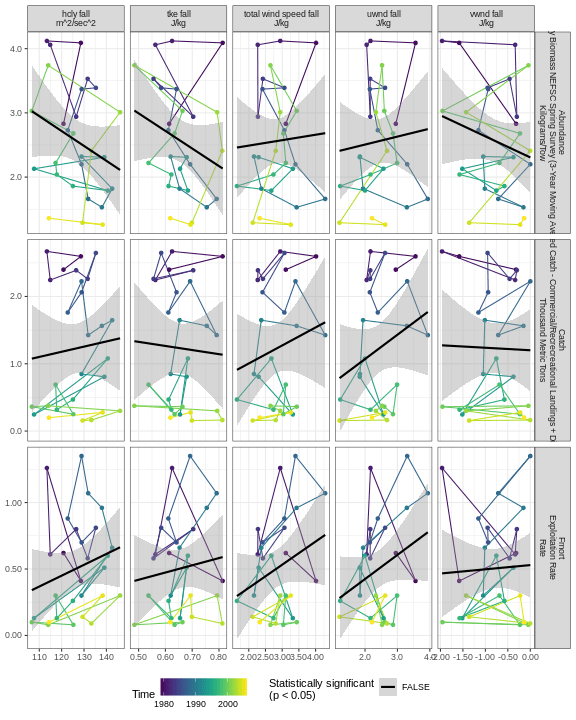 hcly fall
m^2/sec^2
tke fall
J/kg
total wind speed fall
J/kg
uwnd fall
J/kg
vwnd fall
J/kg
4.0
3.0
2.0
Abundance
y Biomass NEFSC Spring Survey (3-Year Moving Ave
Kilograms/tow
2.0
1.0
0.0
Catch
ed Catch - Commercial/Recreational Landings + D
Thousand Metric Tons
1.00
0.50
0.00
Fmort
Exploitation Rate
Rate
110 120 130 140
0.50 0.60 0.70 0.80
2.00 2.50 3.00 3.50 4.00
2.0 3.0 4.0
-2.00 -1.50 -1.00 -0.50 0.00
Time
1980 1990 2000
Statistically significant
(p < 0.05)
FALSE